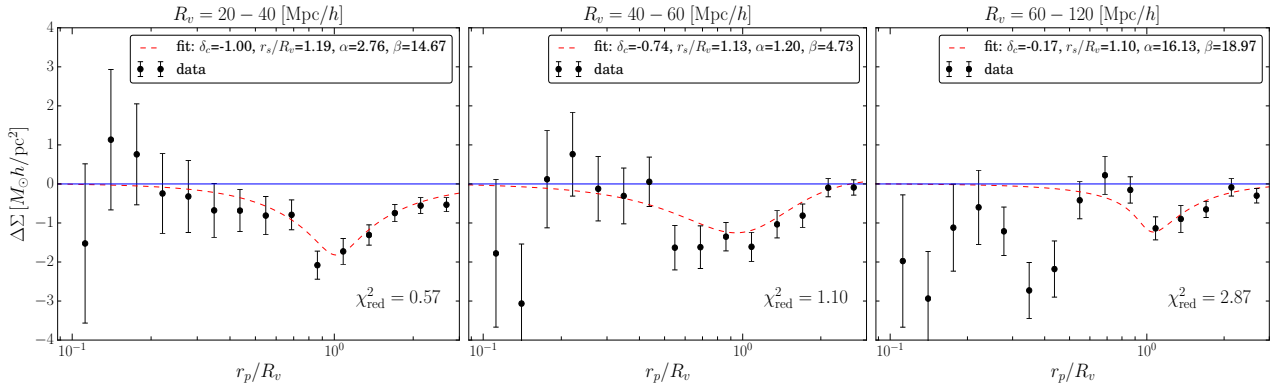 R_v = 20 − 40 [Mpc/h]
R_v = 40 − 60 [Mpc/h]
R_v = 60 − 120 [Mpc/h]
fit: δ_c=-1.00, r_s/R_v=1.19, α=2.76, β=14.67
data
fit: δ_c=-0.74, r_s/R_v=1.13, α=1.20, β=4.73
data
fit: δ_c=-0.17, r_s/R_v=1.10, α=16.13, β=18.97
data
ΔΣ [M_⊙h/pc²]
4
3
2
1
0
−1
−2
−3
−4
χ²_red = 0.57
χ²_red = 1.10
χ²_red = 2.87
10⁻¹ 10⁰
10⁻¹ 10⁰
10⁻¹ 10⁰
r_p/R_v
r_p/R_v
r_p/R_v